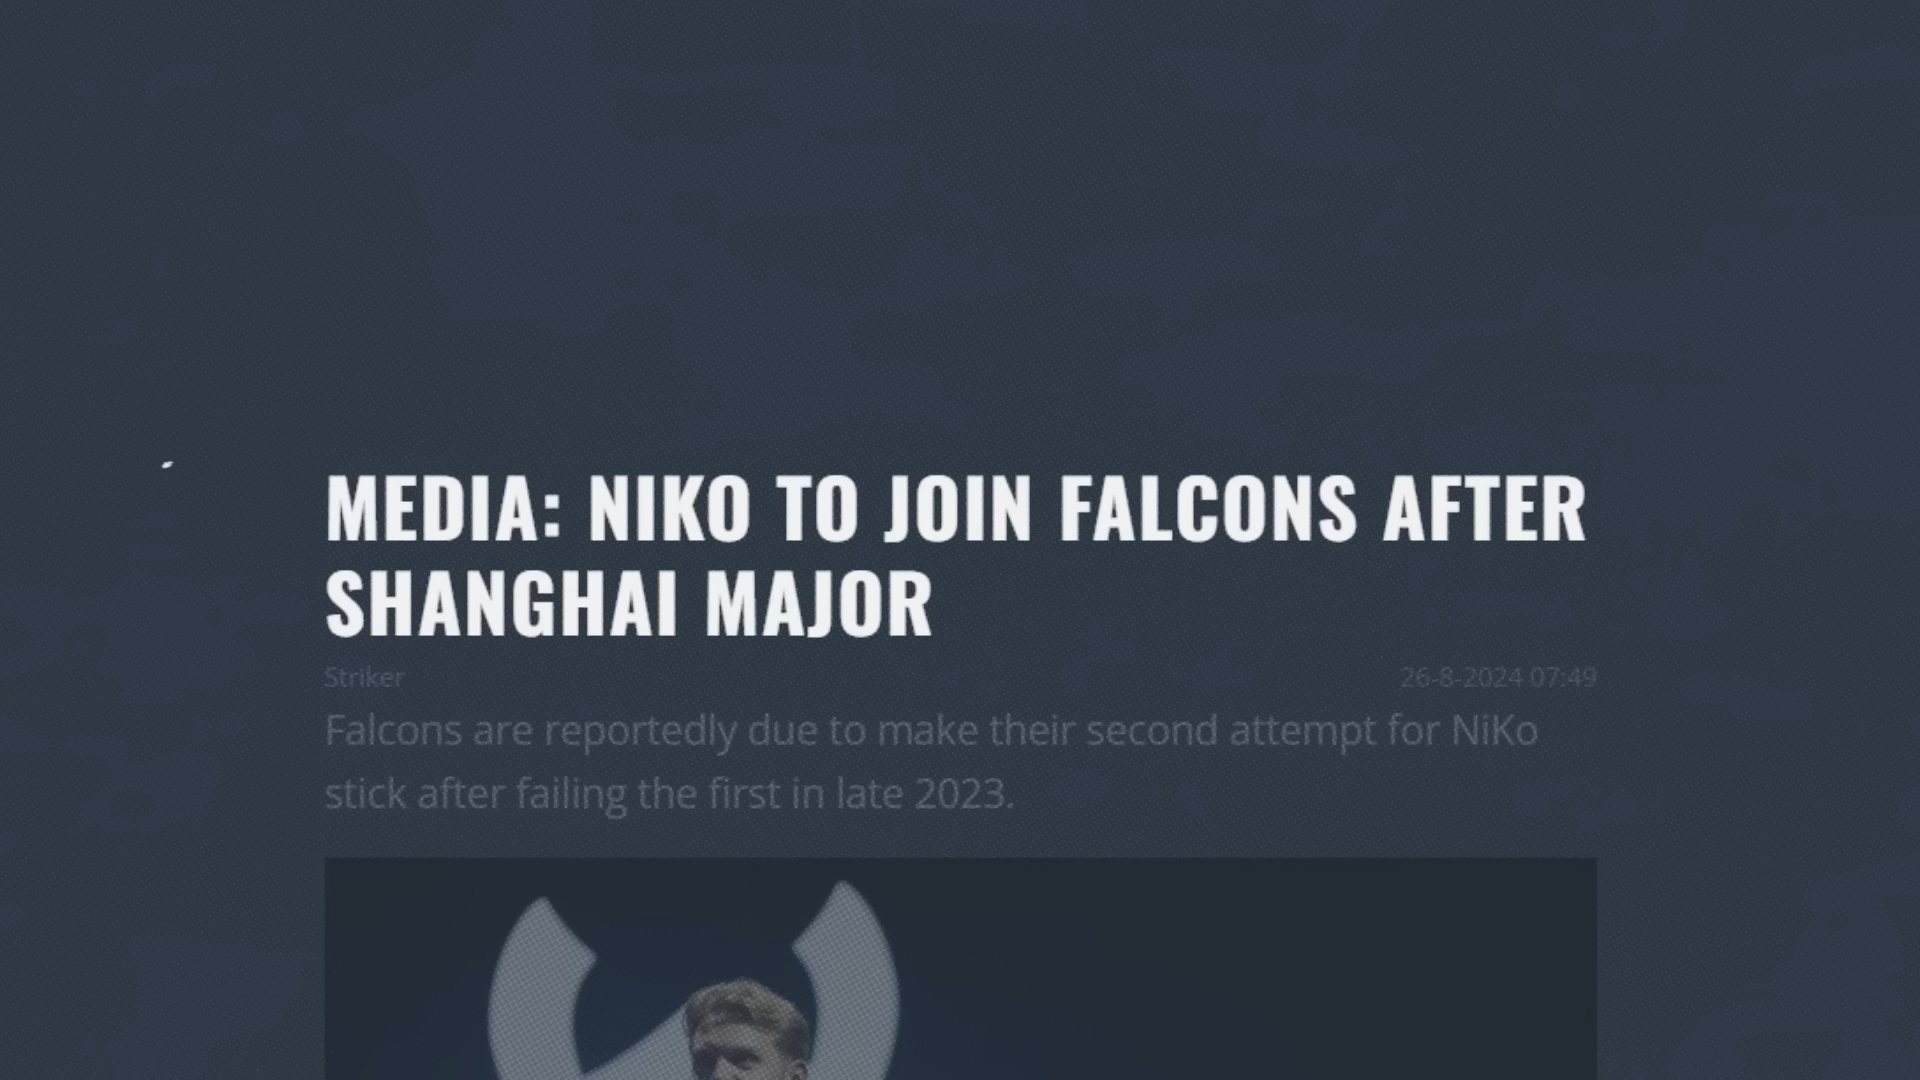 MEDIA: NIKO TO JOIN FALCONS AFTER
SHANGHAI MAJOR
Striker
26-8-2024 07:49
Falcons are reportedly due to make their second attempt for NiKo
stick after failing the first in late 2023.